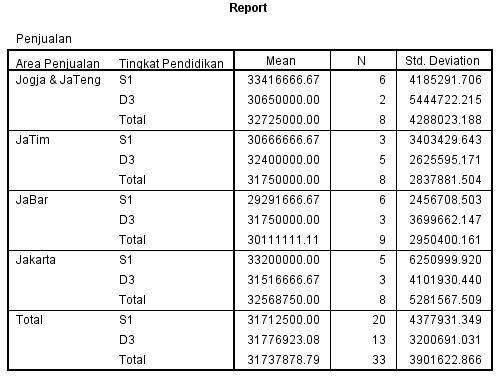 Report
Penjualan
Area Penjualan Tingkat Pendidikan Mean N Std. Deviation
Jogja & JaTeng S1 33416666.67 6 4185291.706
D3 30650000.00 2 5444722.215
Total 32725000.00 8 4288023.188
JaTim S1 30666666.67 3 3403429.643
D3 32400000.00 5 2625595.171
Total 31750000.00 8 2837881.504
JaBar S1 29291666.67 6 2456708.503
D3 31750000.00 3 3699662.147
Total 30111111.11 9 2950400.161
Jakarta S1 33200000.00 5 6250999.920
D3 31516666.67 3 4101930.440
Total 32568750.00 8 5281567.509
Total S1 31712500.00 20 4377931.349
D3 31776923.08 13 3200691.031
Total 31737878.79 33 3901622.866